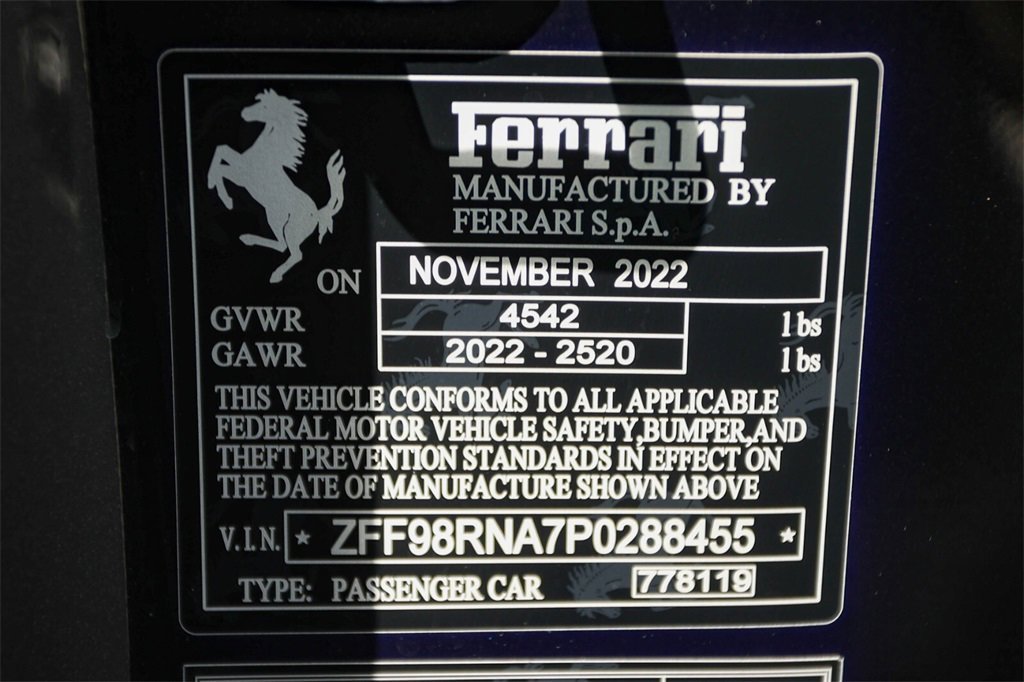 Ferrari
MANUFACTURED BY
FERRARI S.p.A.
ON NOVEMBER 2022
GVWR 4542 lbs
GAWR 2022 - 2520 lbs
THIS VEHICLE CONFORMS TO ALL APPLICABLE
FEDERAL MOTOR VEHICLE SAFETY,BUMPER,AND
THEFT PREVENTION STANDARDS IN EFFECT ON
THE DATE OF MANUFACTURE SHOWN ABOVE
V.I.N. * ZFF98RNA7P0288455 *
TYPE: PASSENGER CAR 778119